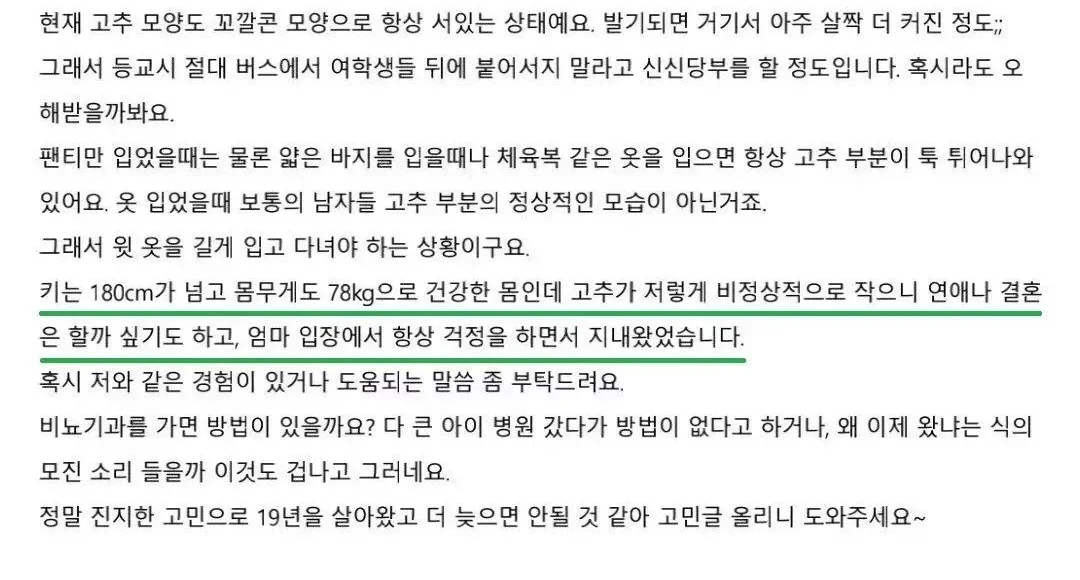 현재 고추 모양도 꼬깔콘 모양으로 항상 서있는 상태예요. 발기되면 거기서 아주 살짝 더 커진 정도;;
그래서 등교시 절대 버스에서 여학생들 뒤에 붙어서지 말라고 신신당부를 할 정도입니다. 혹시라도 오
해받을까봐요.
팬티만 입었을때는 물론 얇은 바지를 입을때나 체육복 같은 옷을 입으면 항상 고추 부분이 툭 튀어나와
있어요. 옷 입었을때 보통의 남자들 고추 부분의 정상적인 모습이 아닌거죠.
그래서 윗 옷을 길게 입고 다녀야 하는 상황이구요.
키는 180cm가 넘고 몸무게도 78kg으로 건강한 몸인데 고추가 저렇게 비정상적으로 작으니 연애나 결혼
은 할까 싶기도 하고, 엄마 입장에서 항상 걱정을 하면서 지내왔었습니다.
혹시 저와 같은 경험이 있거나 도움되는 말씀 좀 부탁드려요.
비뇨기과를 가면 방법이 있을까요? 다 큰 아이 병원 갔다가 방법이 없다고 하거나, 왜 이제 왔냐는 식의
모진 소리 들을까 이것도 겁나고 그러네요.
정말 진지한 고민으로 19년을 살아왔고 더 늦으면 안될 것 같아 고민글 올리니 도와주세요~